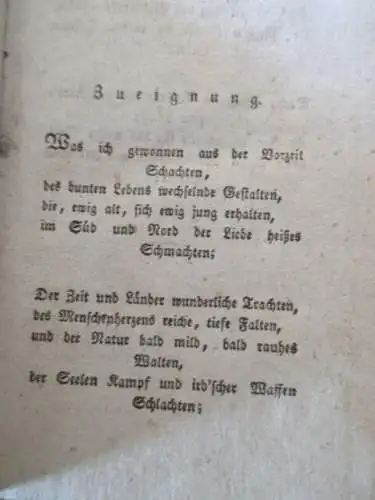 Zueignung.
Was ich gewonnen aus der Vorzeit
Schachten,
des bunten Lebens wechselnde Gestalten,
die, ewig alt, sich ewig jung erhalten,
im Süd und Nord der Liebe heißes
Schmachten;
Der Zeit und Länder wunderliche Trachten,
des Menschenherzens reiche, tiefe Falten,
und der Natur bald mild, bald rauhes
Walten,
der Seelen Kampf und ird'scher Waffen
Schlachten;